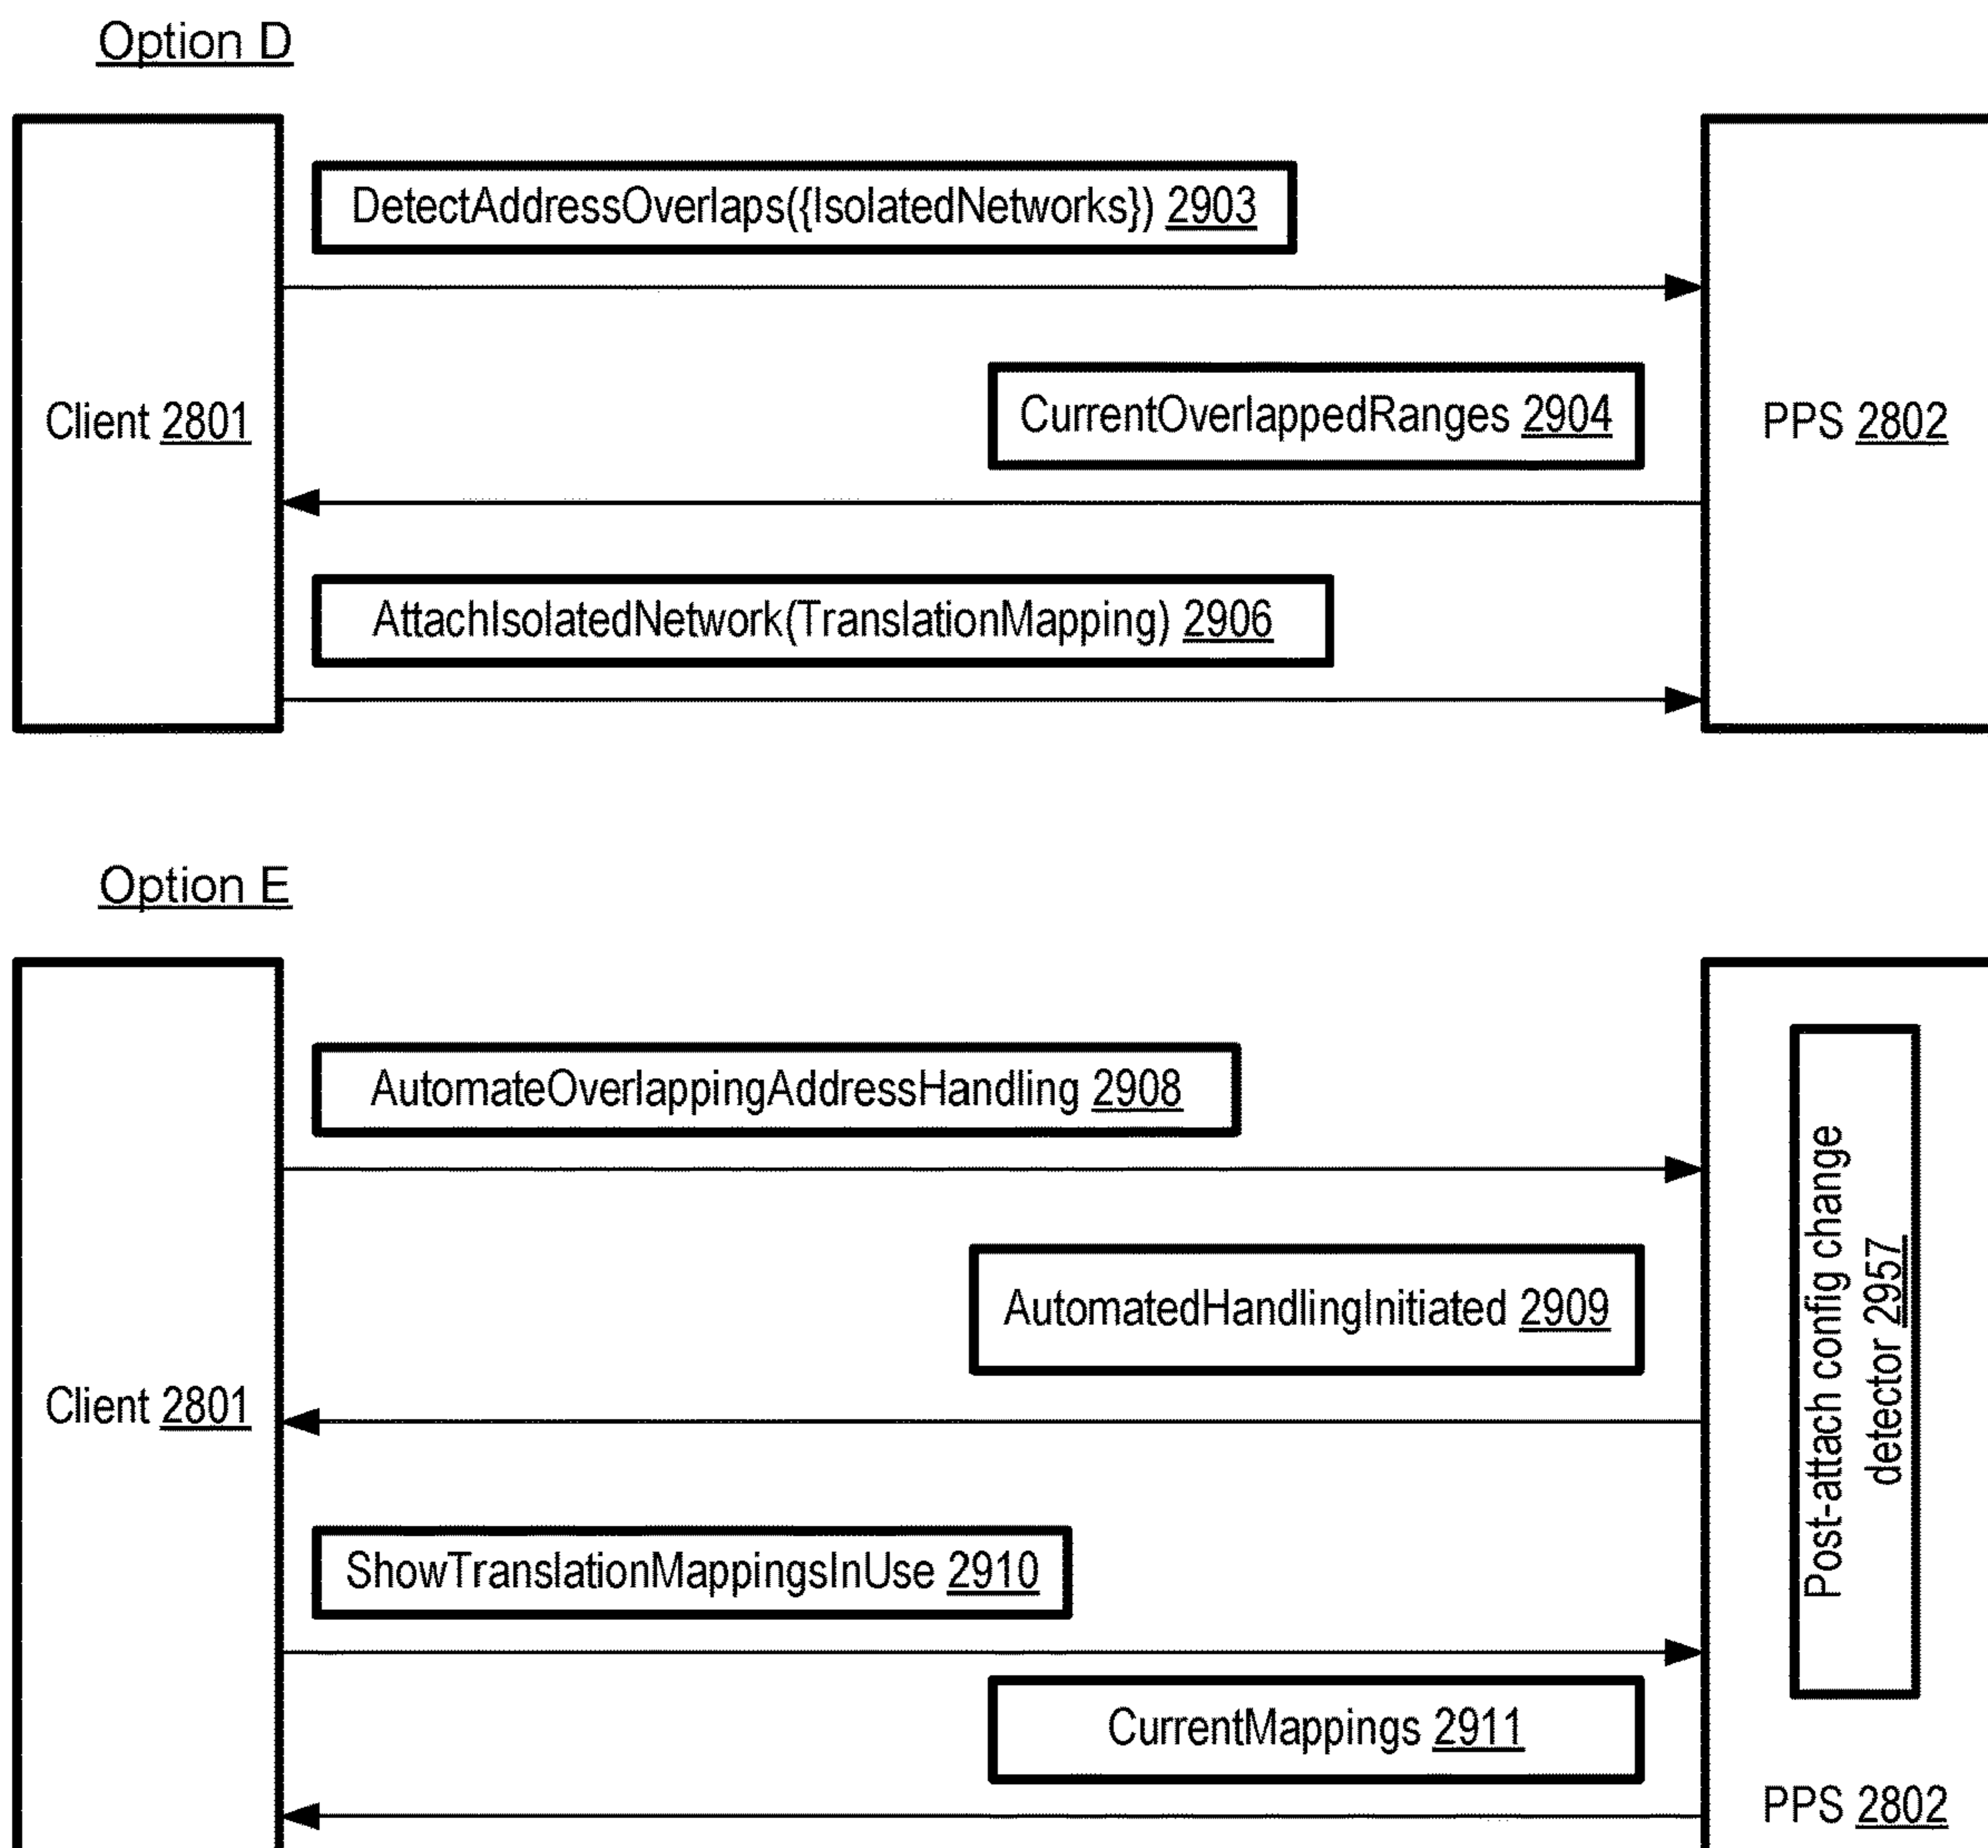 Option D
DetectAddressOverlaps({IsolatedNetworks}) 2903
CurrentOverlappedRanges 2904
Client 2801
PPS 2802
AttachIsolatedNetwork(TranslationMapping) 2906
Option E
AutomateOverlappingAddressHandling 2908
AutomatedHandlingInitiated 2909
Client 2801
Post-attach config change
detector 2957
ShowTranslationMappingsInUse 2910
CurrentMappings 2911
PPS 2802